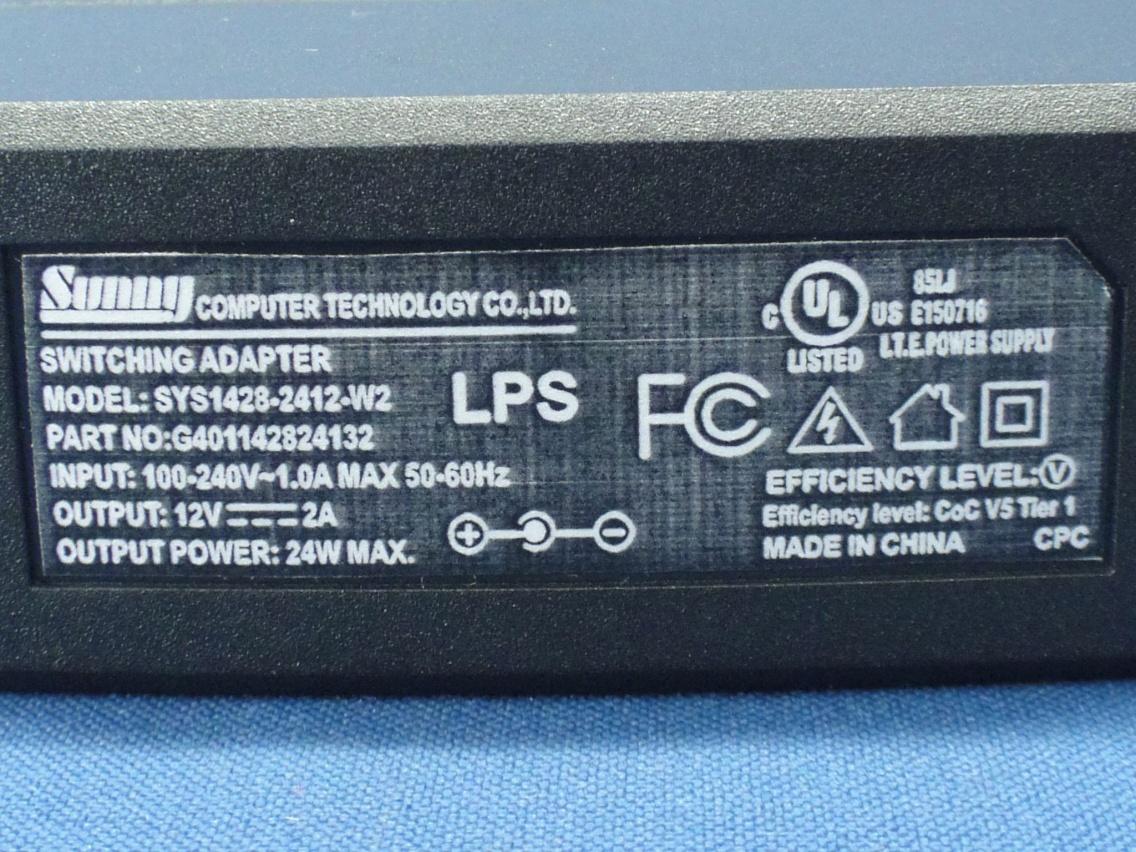 Sunny COMPUTER TECHNOLOGY CO.,LTD.
SWITCHING ADAPTER
MODEL: SYS1428-2412-W2
PART NO:G401142824132
INPUT: 100-240V~1.0A MAX 50-60Hz
OUTPUT: 12V⎓2A
OUTPUT POWER: 24W MAX.
LPS
C UL US
LISTED
85LJ
E150716
I.T.E.POWER SUPPLY
FC
EFFICIENCY LEVEL:Ⓥ
Efficiency level: CoC V5 Tier 1
MADE IN CHINA CPC